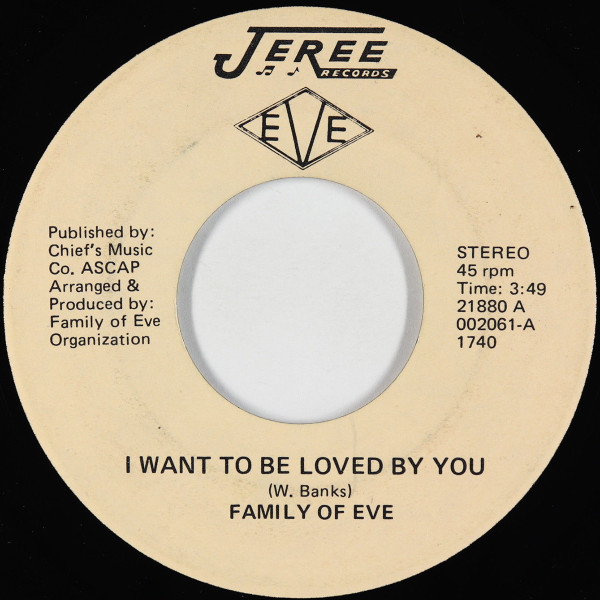 JEREE
RECORDS
EVE
Published by:
Chief's Music
Co. ASCAP
Arranged &
Produced by:
Family of Eve
Organization
STEREO
45 rpm
Time: 3:49
21880 A
002061-A
1740
I WANT TO BE LOVED BY YOU
(W. Banks)
FAMILY OF EVE